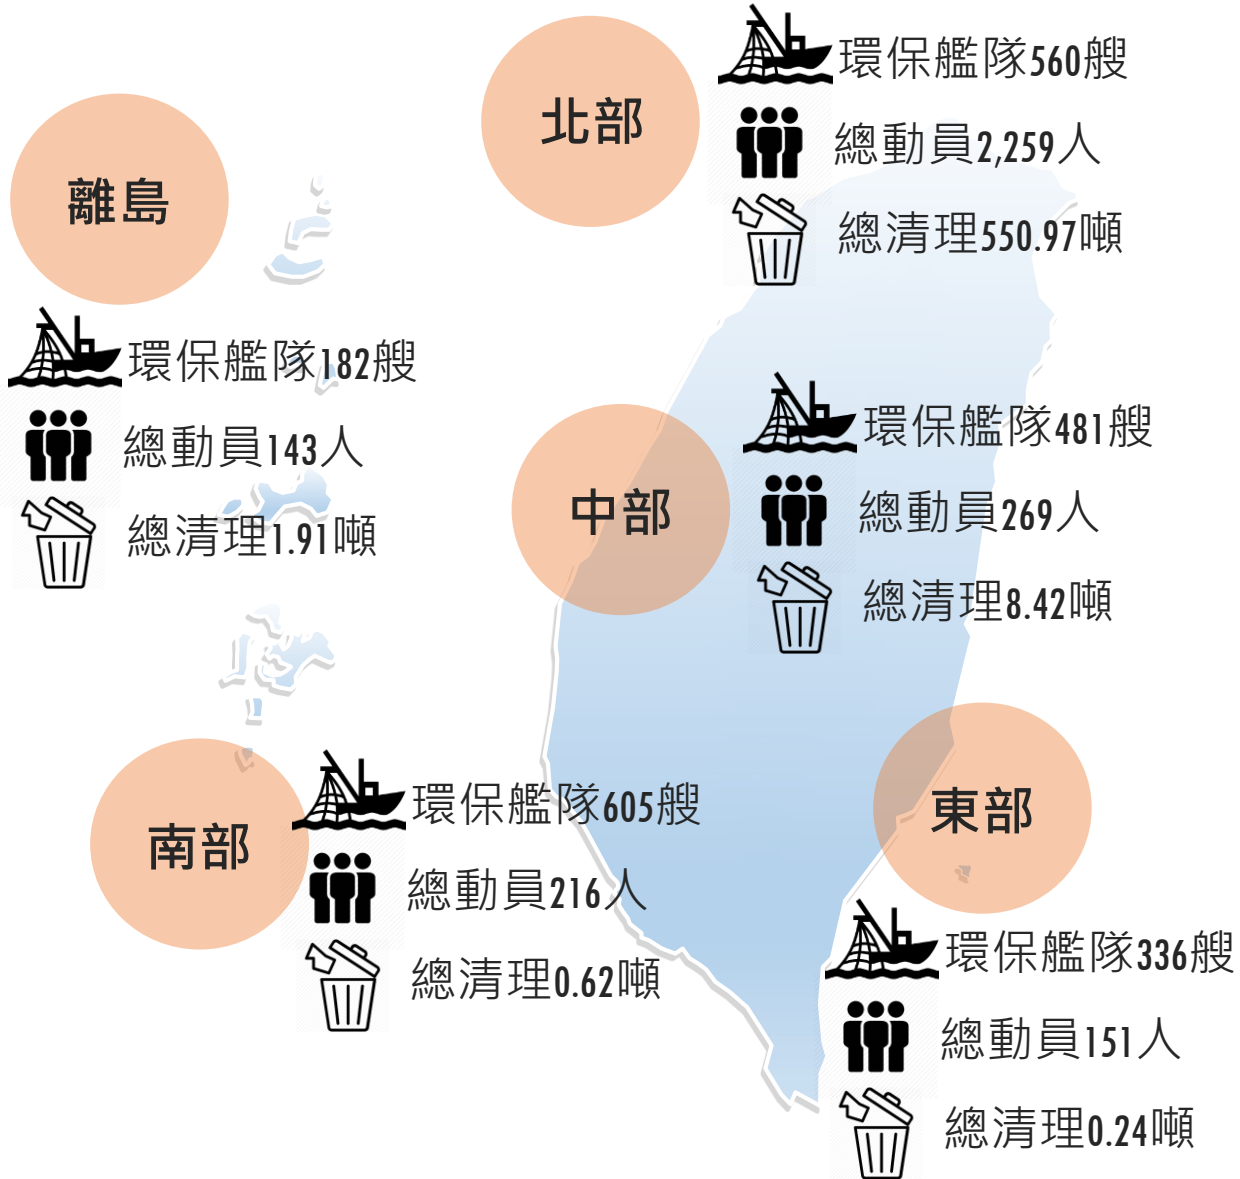 北部
環保艦隊560艘
總動員2,259人
總清理550.97噸
離島
環保艦隊182艘
總動員143人
總清理1.91噸
中部
環保艦隊481艘
總動員269人
總清理8.42噸
南部
環保艦隊605艘
總動員216人
總清理0.62噸
東部
環保艦隊336艘
總動員151人
總清理0.24噸